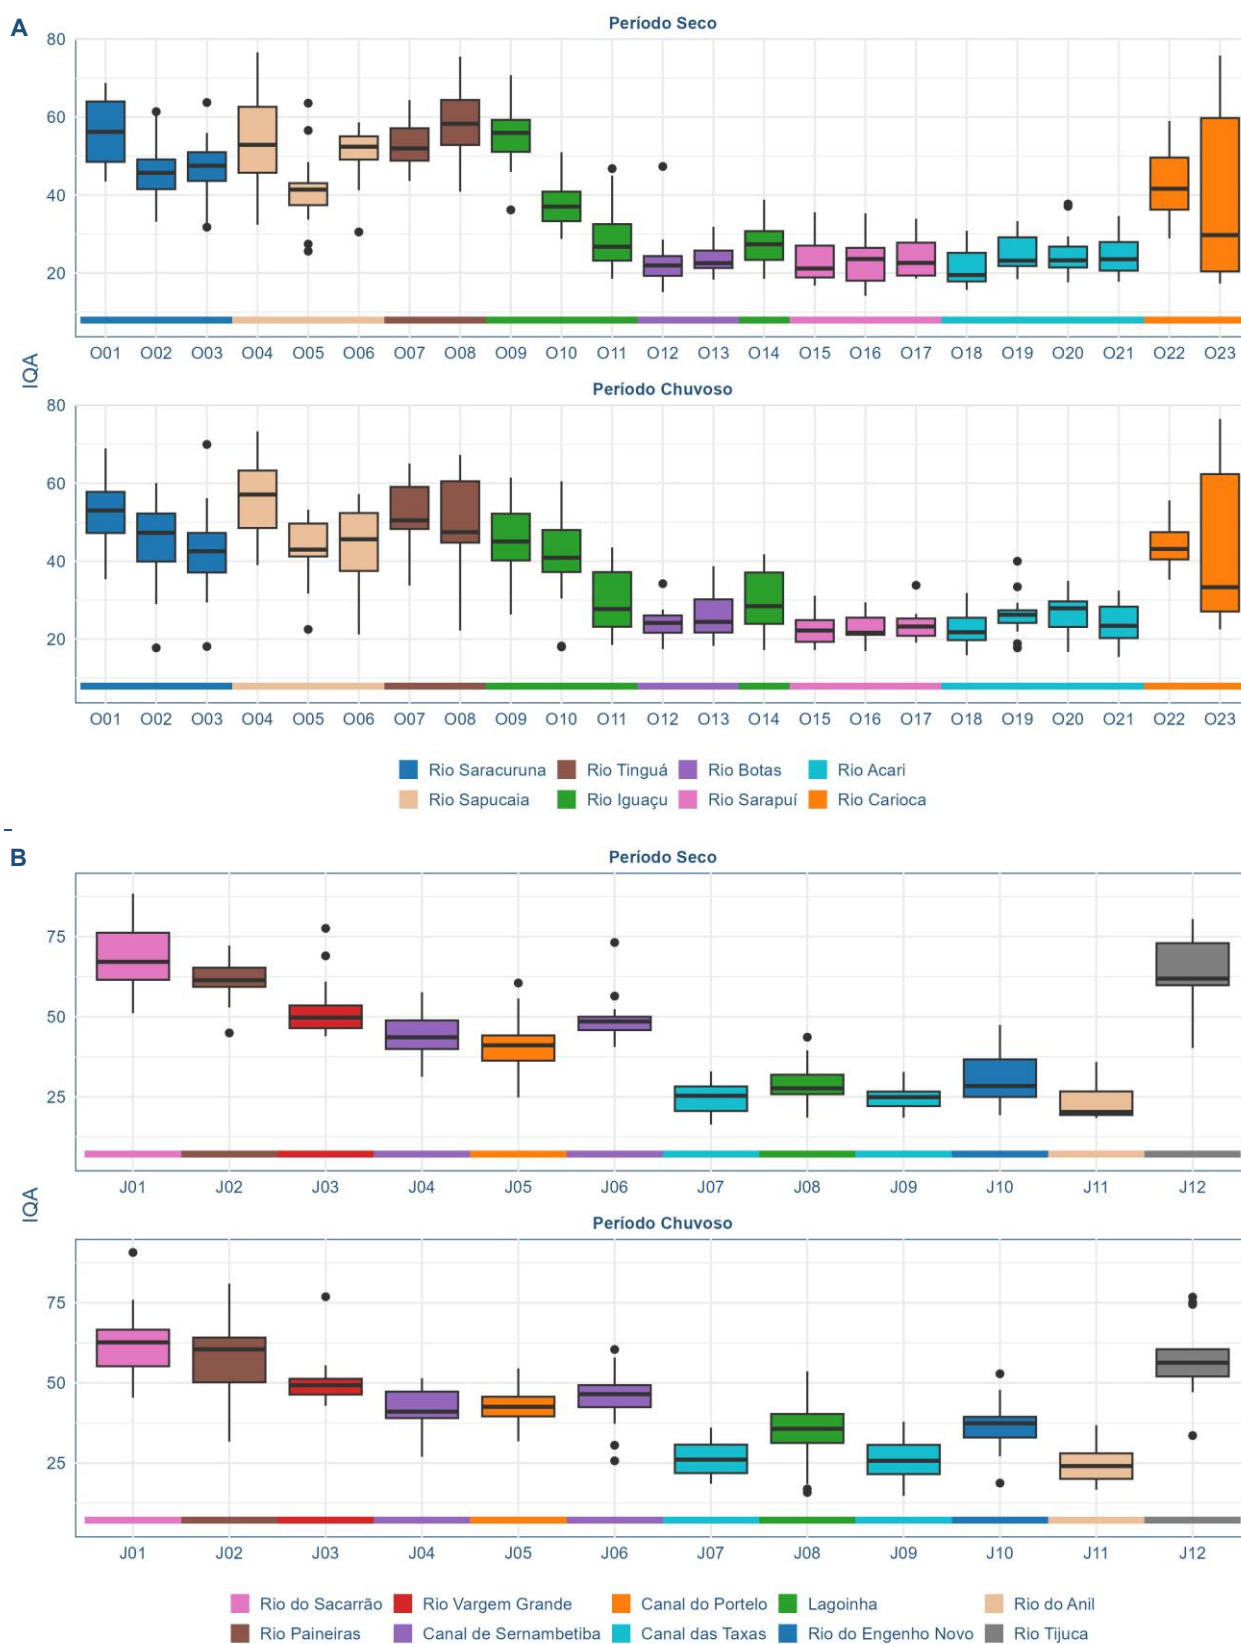 A
Período Seco
80
60
40
20
O01 O02 O03 O04 O05 O06 O07 O08 O09 O10 O11 O12 O13 O14 O15 O16 O17 O18 O19 O20 O21 O22 O23
IQA
Período Chuvoso
80
60
40
20
O01 O02 O03 O04 O05 O06 O07 O08 O09 O10 O11 O12 O13 O14 O15 O16 O17 O18 O19 O20 O21 O22 O23
Rio Saracuruna Rio Tinguá Rio Botas Rio Acari
Rio Sapucaia Rio Iguaçu Rio Sarapuí Rio Carioca
B
Período Seco
75
50
25
J01 J02 J03 J04 J05 J06 J07 J08 J09 J10 J11 J12
IQA
Período Chuvoso
75
50
25
J01 J02 J03 J04 J05 J06 J07 J08 J09 J10 J11 J12
Rio do Sacarrão Rio Vargem Grande Canal do Portelo Lagoinha Rio do Anil
Rio Paineiras Canal de Sernambetiba Canal das Taxas Rio do Engenho Novo Rio Tijuca